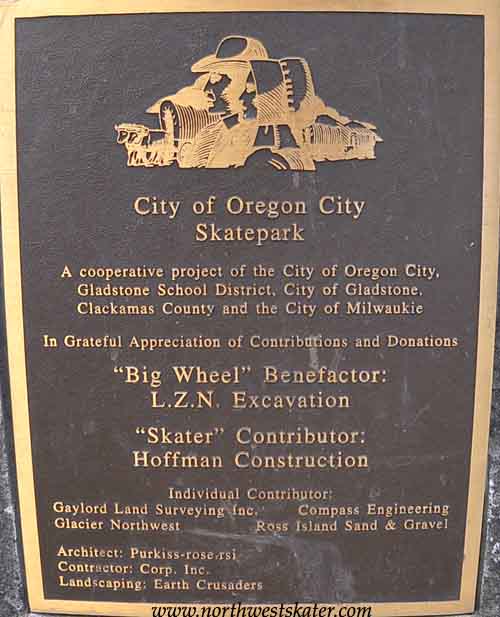 City of Oregon City
Skatepark
A cooperative project of the City of Oregon City,
Gladstone School District, City of Gladstone,
Clackamas County and the City of Milwaukie
In Grateful Appreciation of Contributions and Donations
“Big Wheel” Benefactor:
L.Z.N. Excavation
“Skater” Contributor:
Hoffman Construction
Individual Contributor:
Gaylord Land Surveying Inc. Compass Engineering
Glacier Northwest Ross Island Sand & Gravel
Architect: Purkiss-rose.rsi
Contractor: Corp. Inc.
Landscaping: Earth Crusaders
www.northwestskater.com